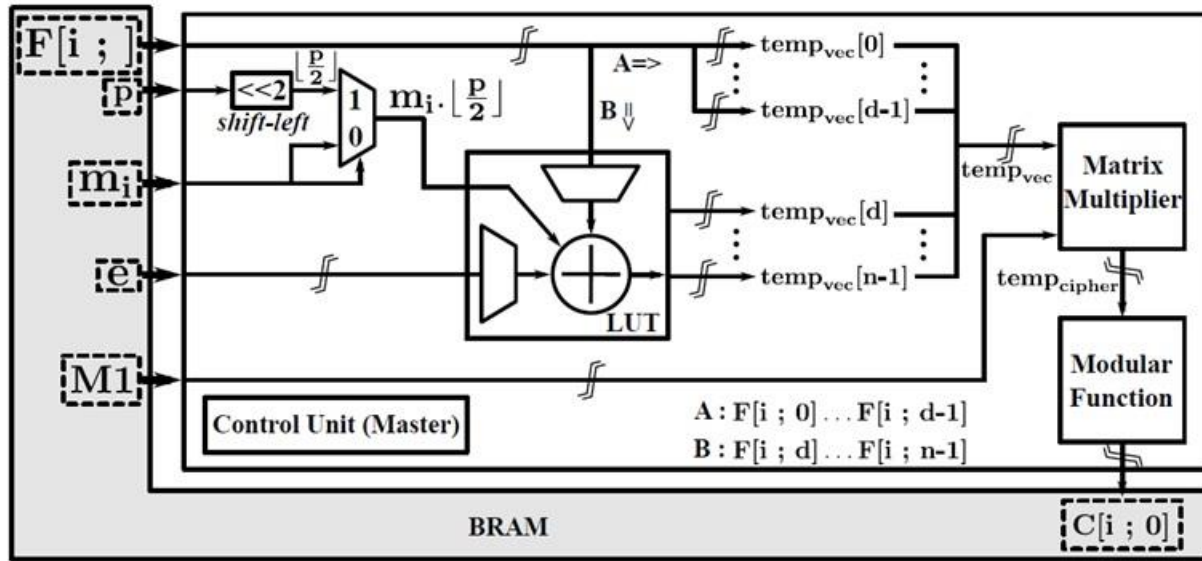 F[i ; ]
p
<<2
shift-left
⌊p/2⌋
1
0
m_i.⌊p/2⌋
m_i
e
M1
A=>
B ⇓
LUT
temp_vec[0]
⋮ ⋮
temp_vec[d-1]
temp_vec[d]
⋮ ⋮
temp_vec[n-1]
temp_vec
Matrix
Multiplier
temp_cipher
Modular
Function
Control Unit (Master)
A : F[i ; 0] ... F[i ; d-1]
B : F[i ; d] ... F[i ; n-1]
BRAM
C[i ; 0]